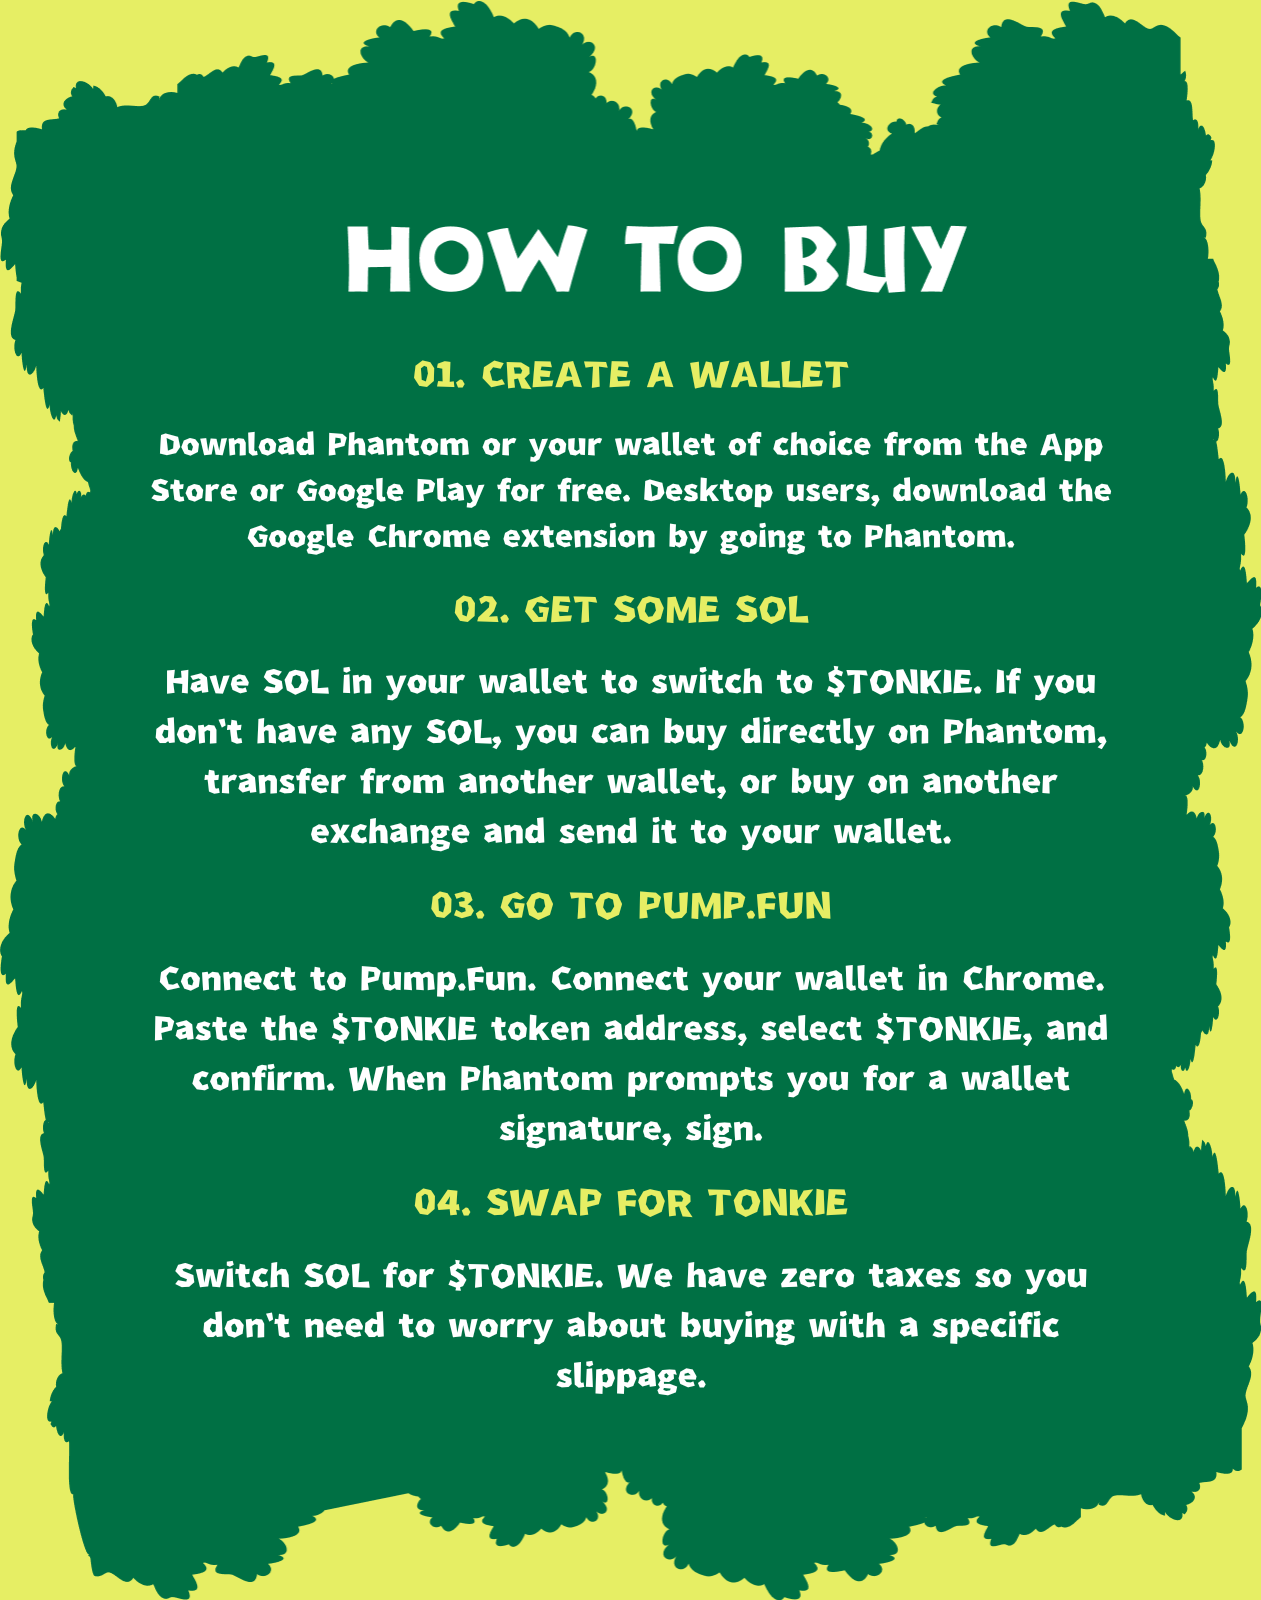 HOW TO BUY
01. CREATE A WALLET
Download Phantom or your wallet of choice from the App
Store or Google Play for free. Desktop users, download the
Google Chrome extension by going to Phantom.
02. GET SOME SOL
Have SOL in your wallet to switch to $TONKIE. If you
don't have any SOL, you can buy directly on Phantom,
transfer from another wallet, or buy on another
exchange and send it to your wallet.
03. GO TO PUMP.FUN
Connect to Pump.Fun. Connect your wallet in Chrome.
Paste the $TONKIE token address, select $TONKIE, and
confirm. When Phantom prompts you for a wallet
signature, sign.
04. SWAP FOR TONKIE
Switch SOL for $TONKIE. We have zero taxes so you
don't need to worry about buying with a specific
slippage.